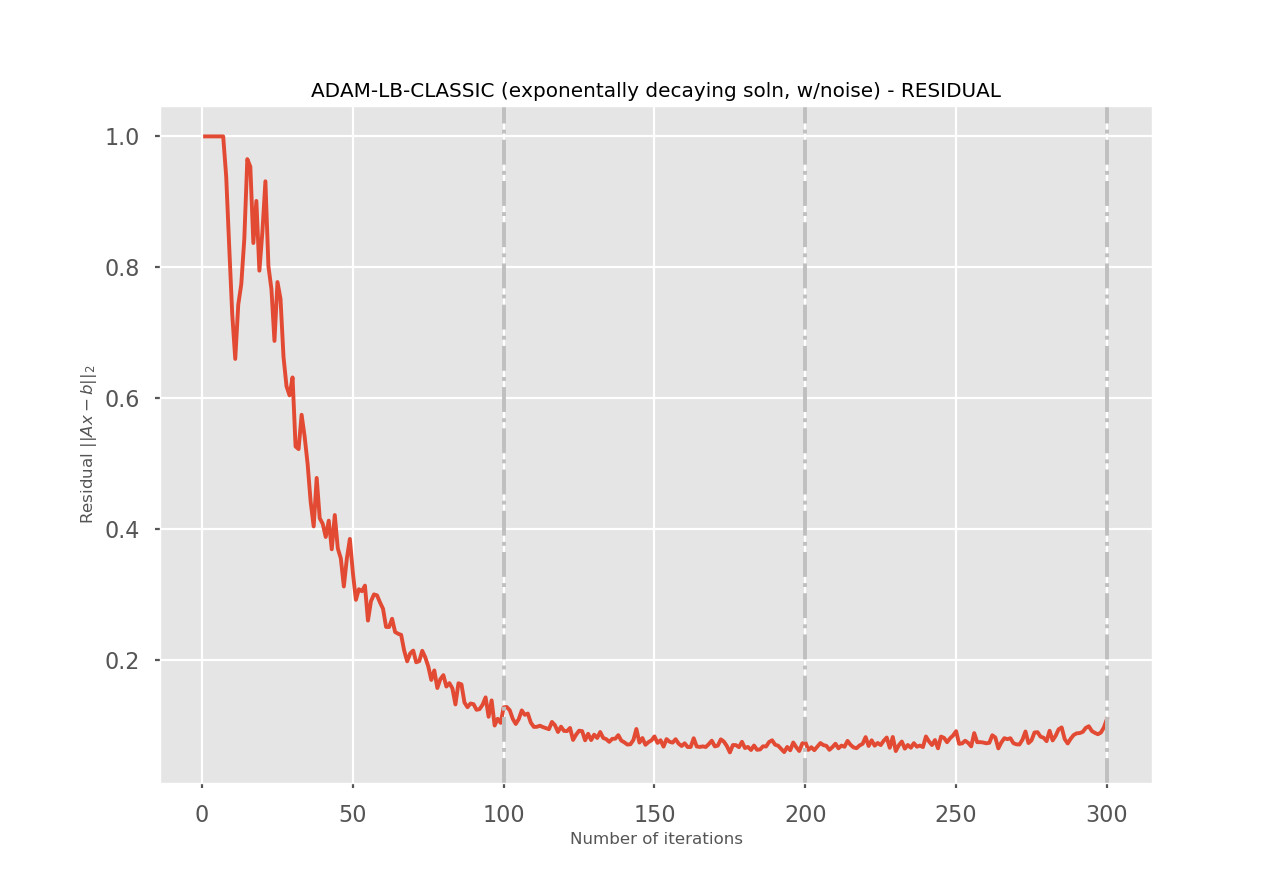 ADAM-LB-CLASSIC (exponentially decaying soln, w/noise) - RESIDUAL
Residual ||Ax − b||₂
1.0
0.8
0.6
0.4
0.2
0 50 100 150 200 250 300
Number of iterations